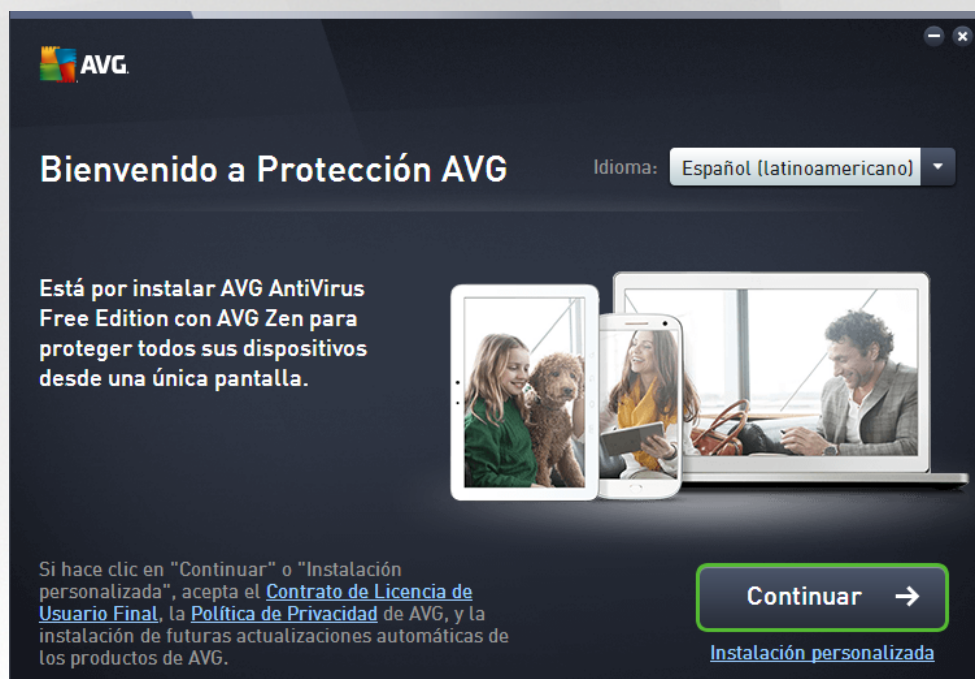 AVG.
Bienvenido a Protección AVG
Idioma:
Español (latinoamericano)
Está por instalar AVG AntiVirus
Free Edition con AVG Zen para
proteger todos sus dispositivos
desde una única pantalla.
Si hace clic en "Continuar" o "Instalación
personalizada", acepta el Contrato de Licencia de
Usuario Final, la Política de Privacidad de AVG, y la
instalación de futuras actualizaciones automáticas de
los productos de AVG.
Continuar
Instalación personalizada